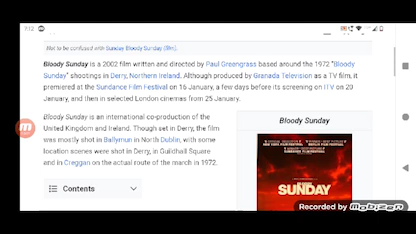 7:12
Not to be confused with Sunday Bloody Sunday (film).
Bloody Sunday is a 2002 film written and directed by Paul Greengrass based around the 1972 "Bloody
Sunday" shootings in Derry, Northern Ireland. Although produced by Granada Television as a TV film, it
premiered at the Sundance Film Festival on 16 January, a few days before its screening on ITV on 20
January, and then in selected London cinemas from 25 January.
Bloody Sunday is an international co-production of the
United Kingdom and Ireland. Though set in Derry, the film
was mostly shot in Ballymun in North Dublin, with some
location scenes were shot in Derry, in Guildhall Square
and in Creggan on the actual route of the march in 1972.
Contents
Bloody Sunday
SUNDAY
Recorded by Mobizen